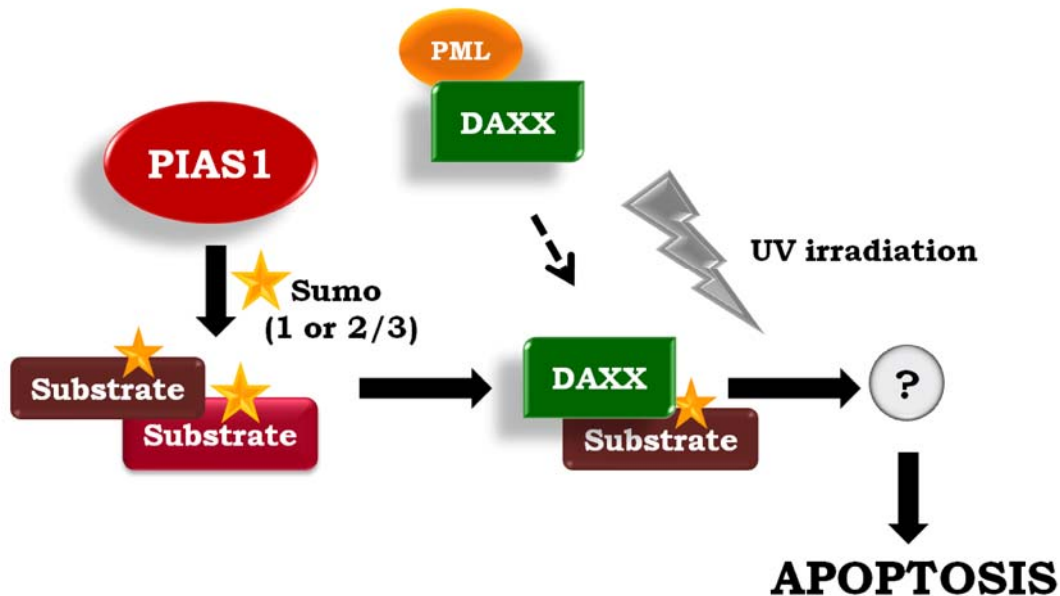 PML
DAXX
PIAS1
UV irradiation
Sumo
(1 or 2/3)
Substrate
Substrate
DAXX
Substrate
?
APOPTOSIS